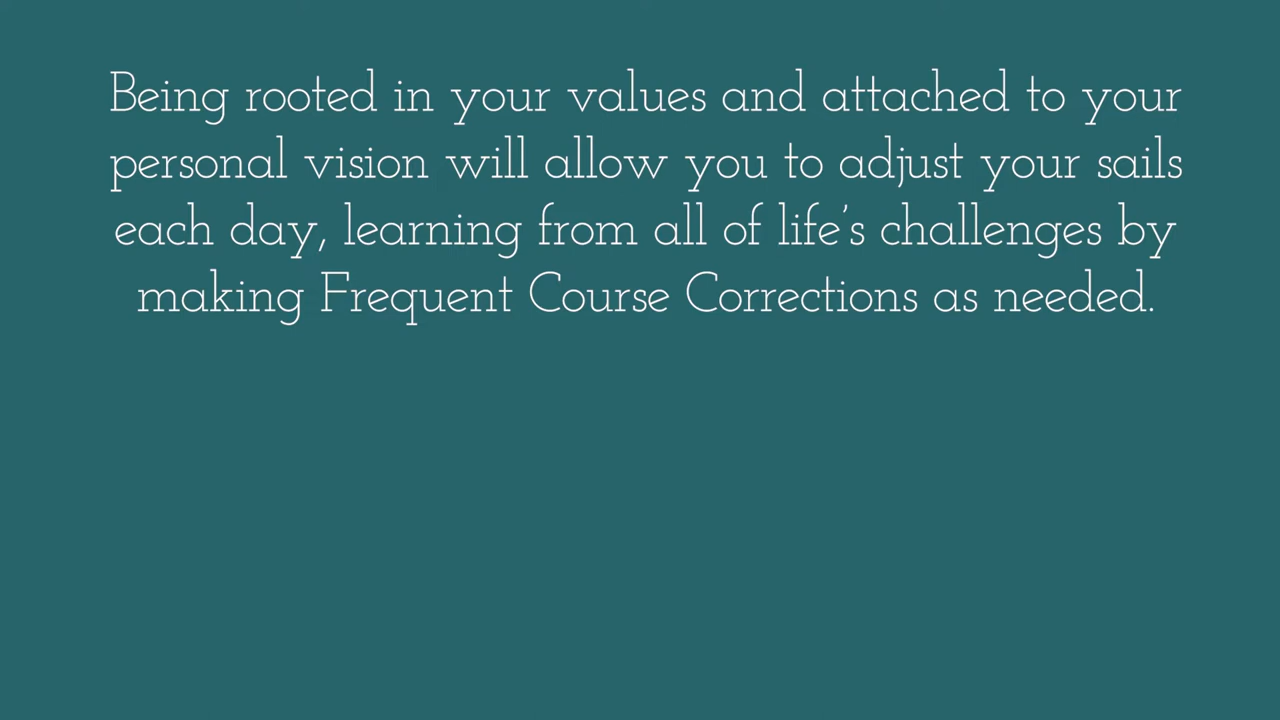 Being rooted in your values and attached to your
personal vision will allow you to adjust your sails
each day, learning from all of life's challenges by
making Frequent Course Corrections as needed.